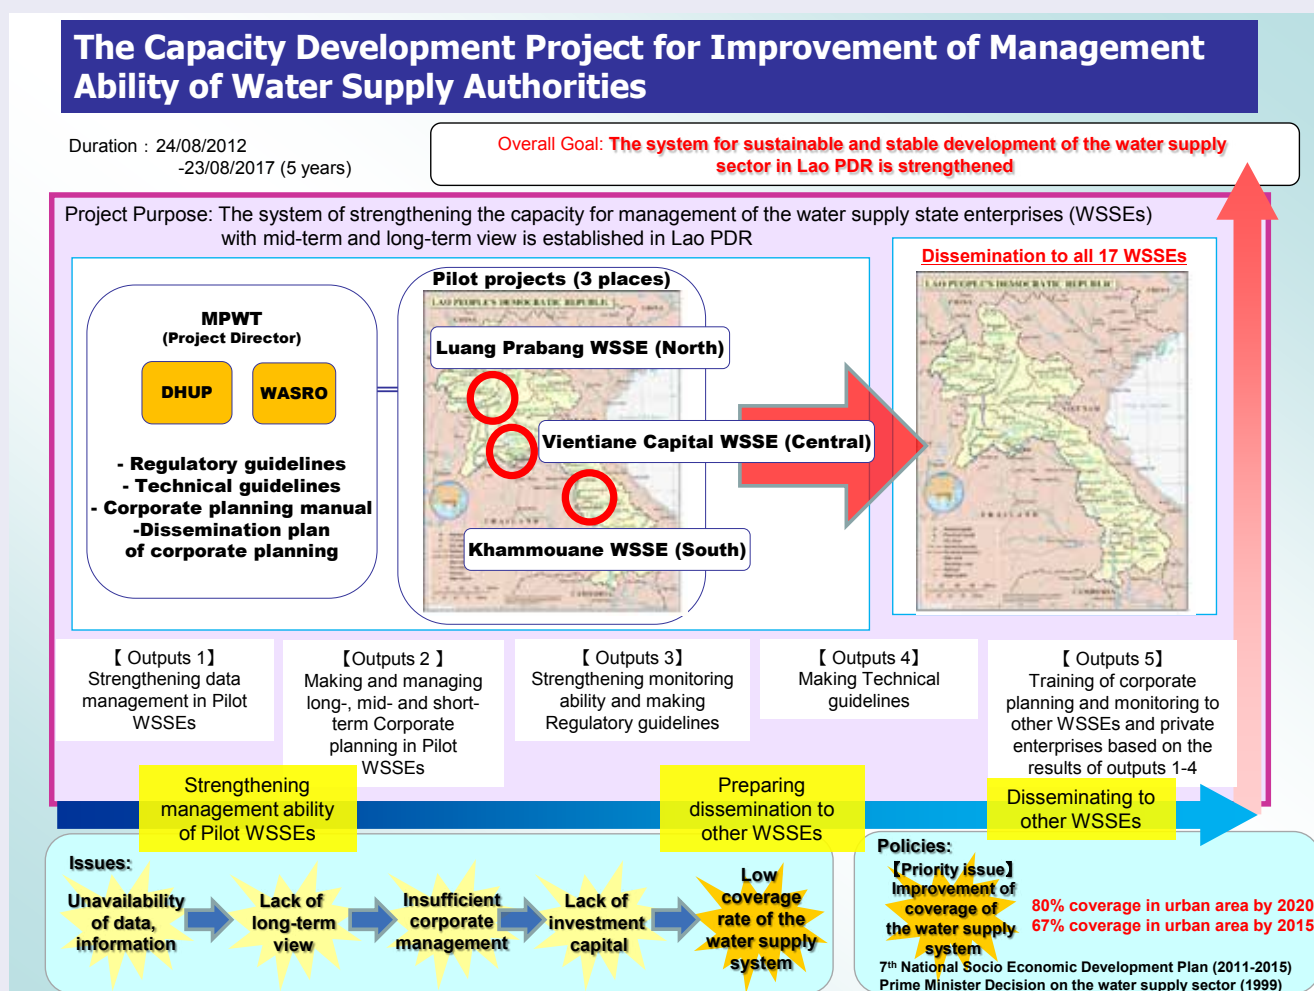 The Capacity Development Project for Improvement of Management
Ability of Water Supply Authorities
Duration : 24/08/2012
-23/08/2017 (5 years)
Overall Goal: The system for sustainable and stable development of the water supply
sector in Lao PDR is strengthened
Project Purpose: The system of strengthening the capacity for management of the water supply state enterprises (WSSEs)
with mid-term and long-term view is established in Lao PDR
MPWT
(Project Director)
DHUP
WASRO
- Regulatory guidelines
- Technical guidelines
- Corporate planning manual
-Dissemination plan
of corporate planning
Pilot projects (3 places)
LAO PEOPLE'S DEMOCRATIC REPUBLIC
Luang Prabang WSSE (North)
Vientiane Capital WSSE (Central)
Khammouane WSSE (South)
THAILAND
Dissemination to all 17 WSSEs
LAO PEOPLE'S DEMOCRATIC REPUBLIC
THAILAND
【 Outputs 1】
Strengthening data
management in Pilot
WSSEs
【Outputs 2 】
Making and managing
long-, mid- and short-
term Corporate
planning in Pilot
WSSEs
【 Outputs 3】
Strengthening monitoring
ability and making
Regulatory guidelines
【 Outputs 4】
Making Technical
guidelines
【 Outputs 5】
Training of corporate
planning and monitoring to
other WSSEs and private
enterprises based on the
results of outputs 1-4
Strengthening
management ability
of Pilot WSSEs
Preparing
dissemination to
other WSSEs
Disseminating to
other WSSEs
Issues:
Unavailability
of data,
information
Lack of
long-term
view
Insufficient
corporate
management
Lack of
investment
capital
Low
coverage
rate of the
water supply
system
Policies:
【Priority issue】
Improvement of
coverage of
the water supply
system
80% coverage in urban area by 2020
67% coverage in urban area by 2015
7th National Socio Economic Development Plan (2011-2015)
Prime Minister Decision on the water supply sector (1999)